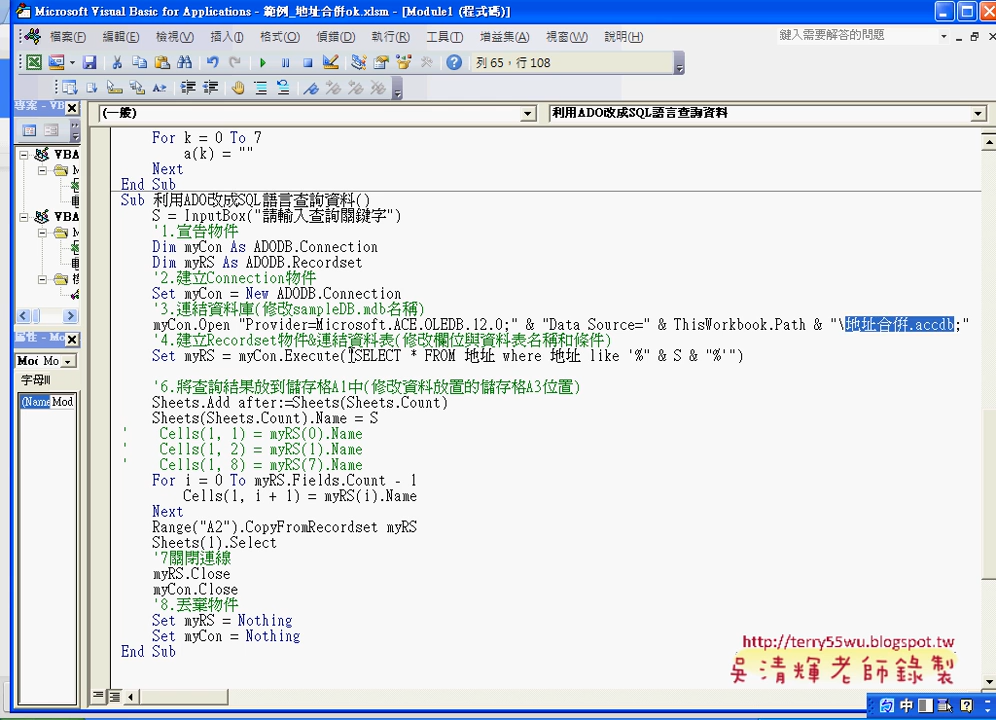 Microsoft Visual Basic for Applications - 範例_地址合併ok.xlsm - [Module1 (程式碼)]
檔案(F) 編輯(E) 檢視(V) 插入(I) 格式(O) 偵錯(D) 執行(R) 工具(T) 增益集(A) 視窗(W) 說明(H) 鍵入需要解答的問題
列 65，行 108
專案 - VB
(一般) 利用ADO改成SQL語言查詢資料
VBA
VBA
For k = 0 To 7
a(k) = ""
Next
End Sub
Sub 利用ADO改成SQL語言查詢資料()
S = InputBox("請輸入查詢關鍵字")
'1.宣告物件
Dim myCon As ADODB.Connection
Dim myRS As ADODB.Recordset
'2.建立Connection物件
Set myCon = New ADODB.Connection
'3.連結資料庫(修改sampleDB.mdb名稱)
myCon.Open "Provider=Microsoft.ACE.OLEDB.12.0;" & "Data Source=" & ThisWorkbook.Path & "\地址合併.accdb;"
'4.建立Recordset物件&連結資料表(修改欄位與資料表名稱和條件)
Set myRS = myCon.Execute("SELECT * FROM 地址 where 地址 like '%" & S & "%'")
'6.將查詢結果放到儲存格A1中(修改資料放置的儲存格A3位置)
Sheets.Add after:=Sheets(Sheets.Count)
Sheets(Sheets.Count).Name = S
' Cells(1, 1) = myRS(0).Name
' Cells(1, 2) = myRS(1).Name
' Cells(1, 8) = myRS(7).Name
For i = 0 To myRS.Fields.Count - 1
Cells(1, i + 1) = myRS(i).Name
Next
Range("A2").CopyFromRecordset myRS
Sheets(1).Select
'7關閉連線
myRS.Close
myCon.Close
'8.丟棄物件
Set myRS = Nothing
Set myCon = Nothing
End Sub
Mo Mo
字母
(Name Mod
http://terry55wu.blogspot.tw
吳清輝老師錄製
中